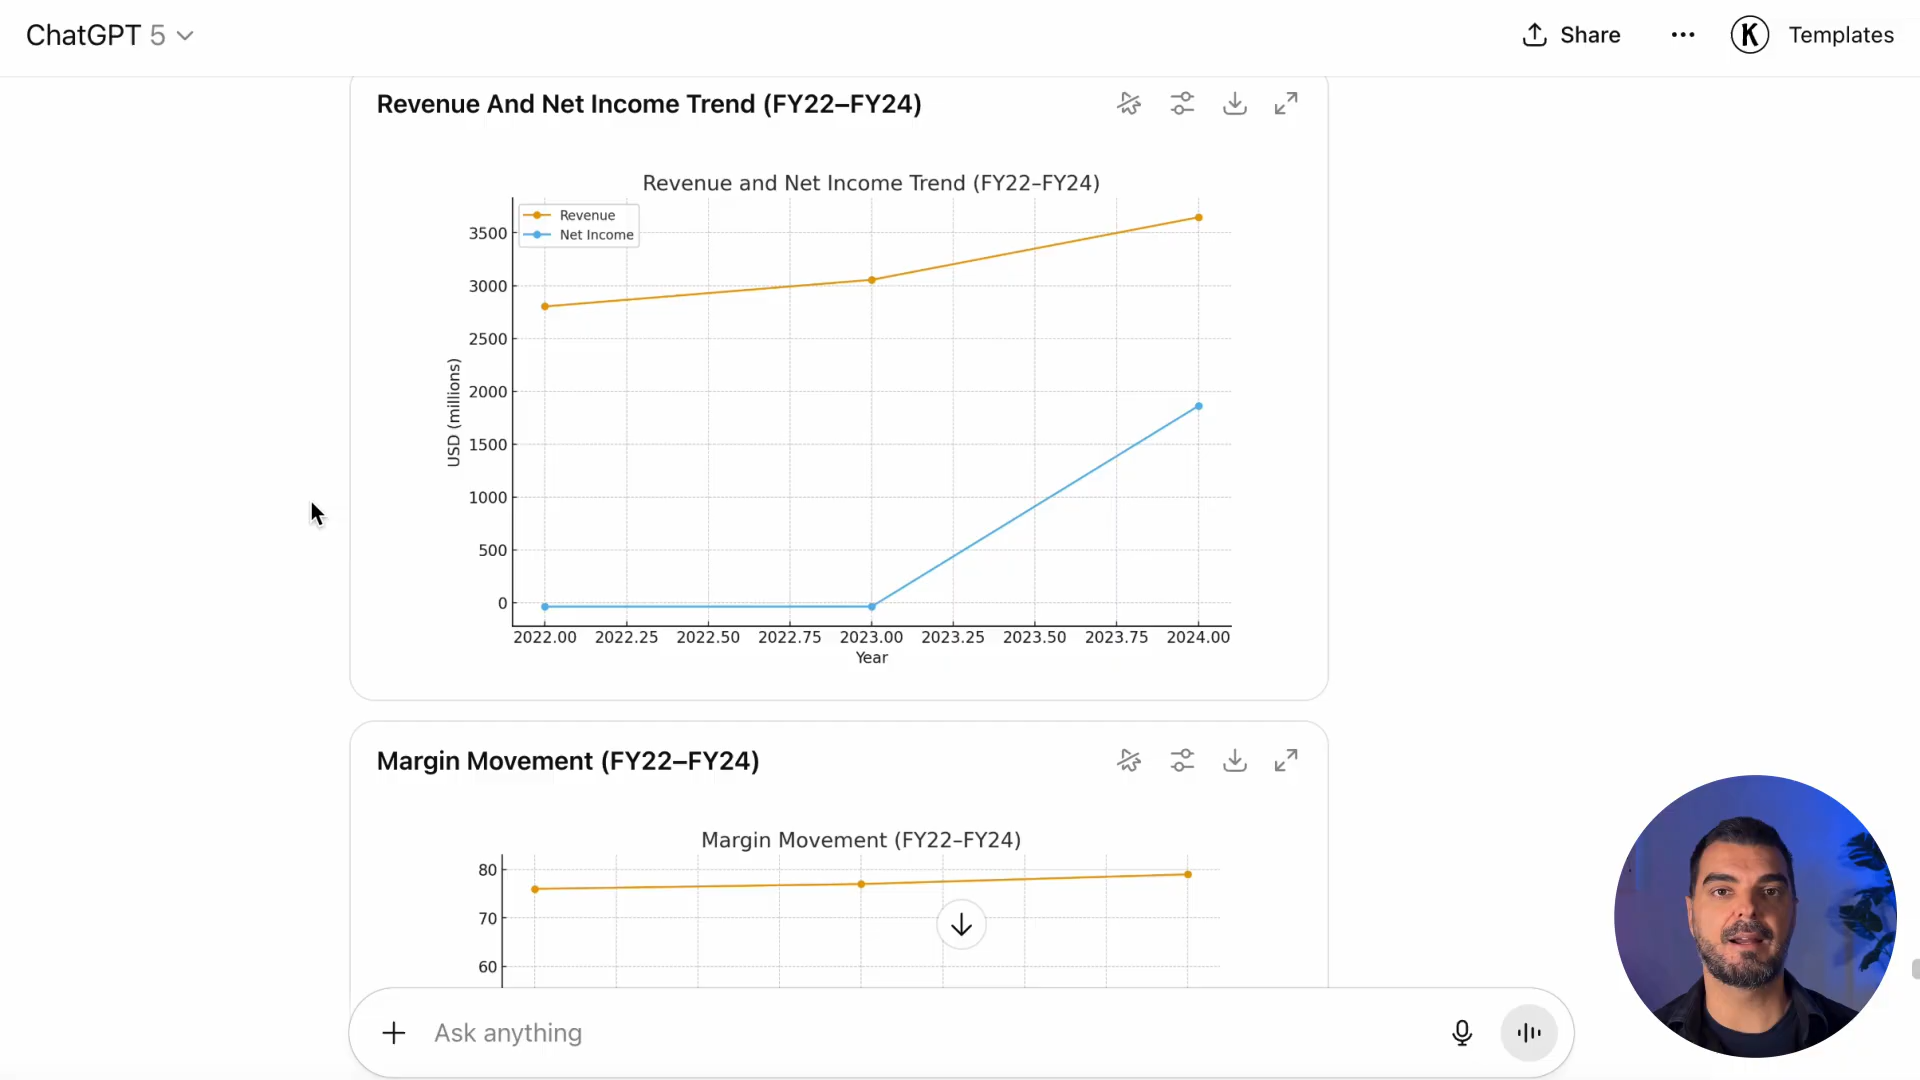 ChatGPT 5
Share
Templates
Revenue And Net Income Trend (FY22–FY24)
Revenue and Net Income Trend (FY22–FY24)
Revenue
Net Income
3500
3000
2500
2000
1500
1000
500
0
USD (millions)
2022.00 2022.25 2022.50 2022.75 2023.00 2023.25 2023.50 2023.75 2024.00
Year
Margin Movement (FY22–FY24)
Margin Movement (FY22–FY24)
80
70
60
Ask anything
K